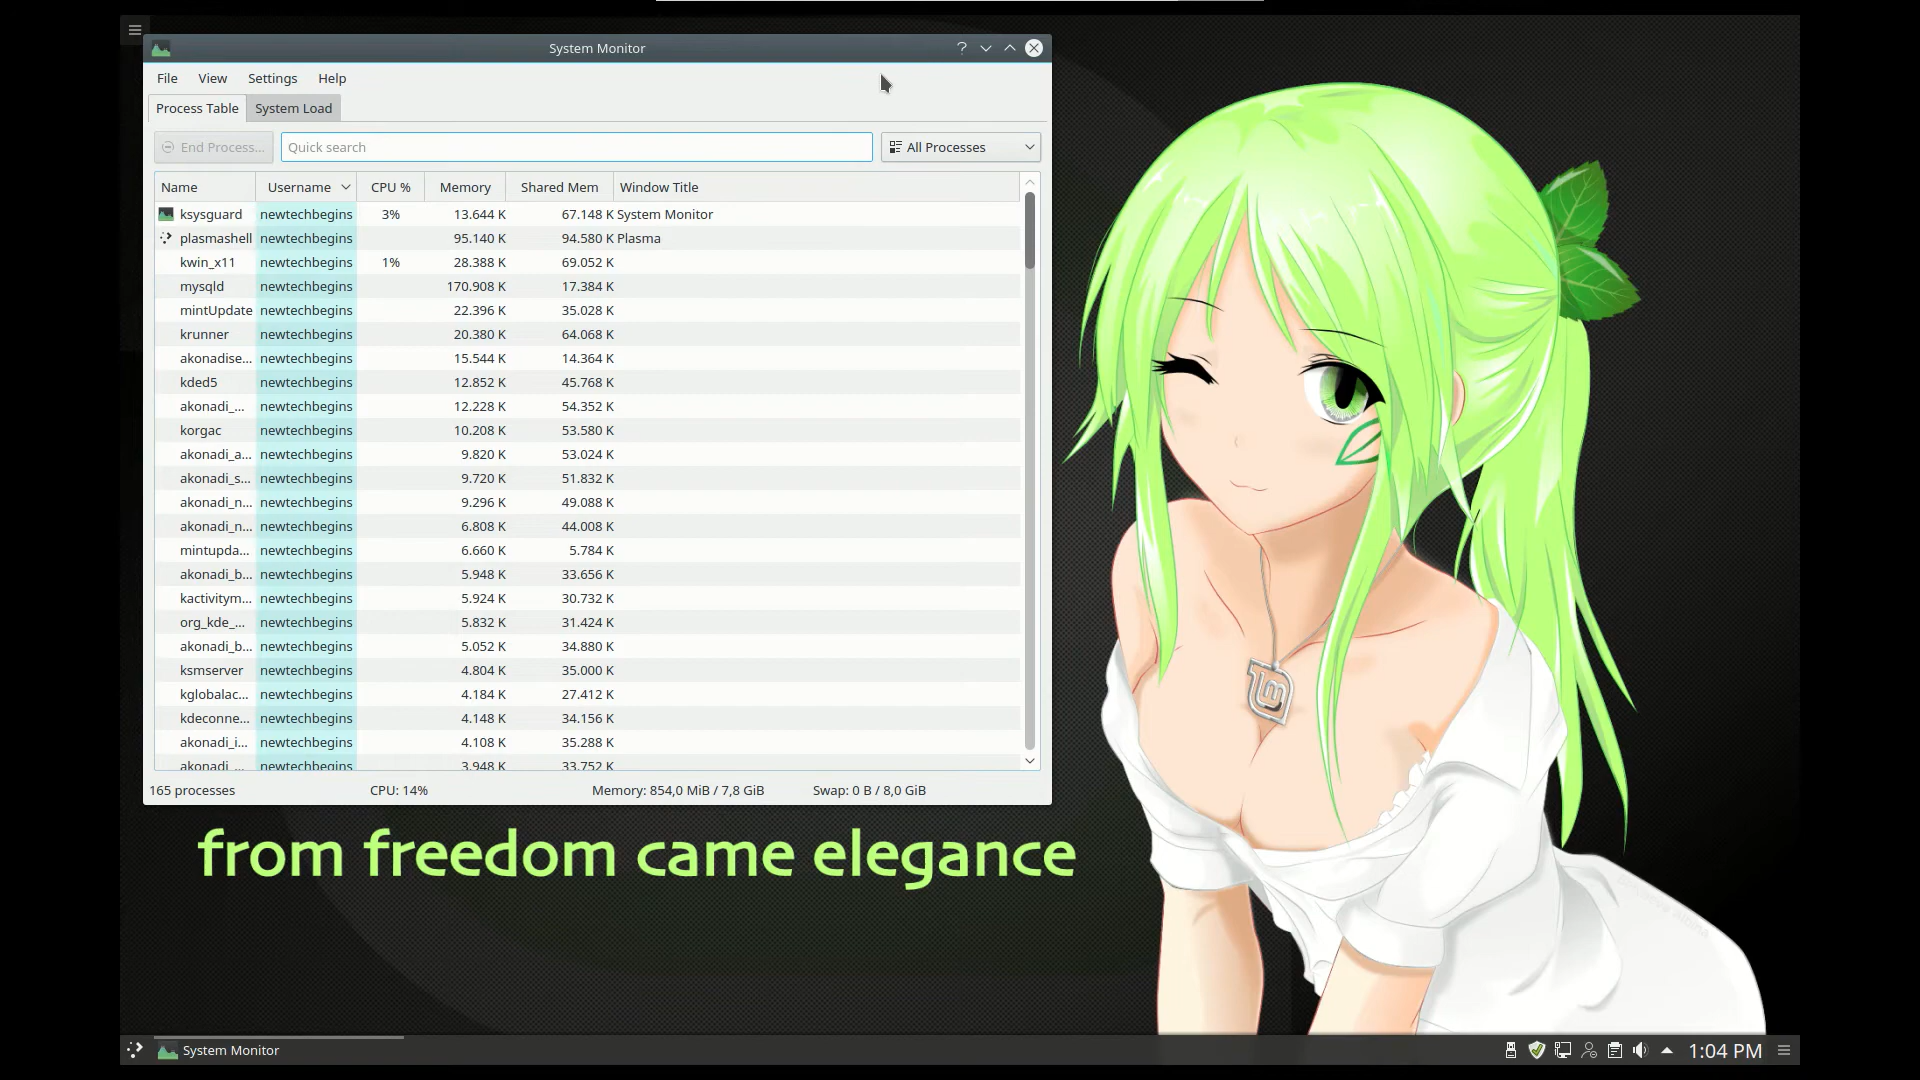 System Monitor
?
File View Settings Help
Process Table System Load
End Process... Quick search All Processes
Name Username CPU % Memory Shared Mem Window Title
ksysguard newtechbegins 3% 13.644 K 67.148 K System Monitor
plasmashell newtechbegins 95.140 K 94.580 K Plasma
kwin_x11 newtechbegins 1% 28.388 K 69.052 K
mysqld newtechbegins 170.908 K 17.384 K
mintUpdate newtechbegins 22.396 K 35.028 K
krunner newtechbegins 20.380 K 64.068 K
akonadise... newtechbegins 15.544 K 14.364 K
kded5 newtechbegins 12.852 K 45.768 K
akonadi_... newtechbegins 12.228 K 54.352 K
korgac newtechbegins 10.208 K 53.580 K
akonadi_a... newtechbegins 9.820 K 53.024 K
akonadi_s... newtechbegins 9.720 K 51.832 K
akonadi_n... newtechbegins 9.296 K 49.088 K
akonadi_n... newtechbegins 6.808 K 44.008 K
mintupda... newtechbegins 6.660 K 5.784 K
akonadi_b... newtechbegins 5.948 K 33.656 K
kactivitym... newtechbegins 5.924 K 30.732 K
org_kde_... newtechbegins 5.832 K 31.424 K
akonadi_b... newtechbegins 5.052 K 34.880 K
ksmserver newtechbegins 4.804 K 35.000 K
kglobalac... newtechbegins 4.184 K 27.412 K
kdeconne... newtechbegins 4.148 K 34.156 K
akonadi_i... newtechbegins 4.108 K 35.288 K
akonadi_... newtechbegins 3.948 K 33.752 K
165 processes CPU: 14% Memory: 854,0 MiB / 7,8 GiB Swap: 0 B / 8,0 GiB
from freedom came elegance
System Monitor 1:04 PM